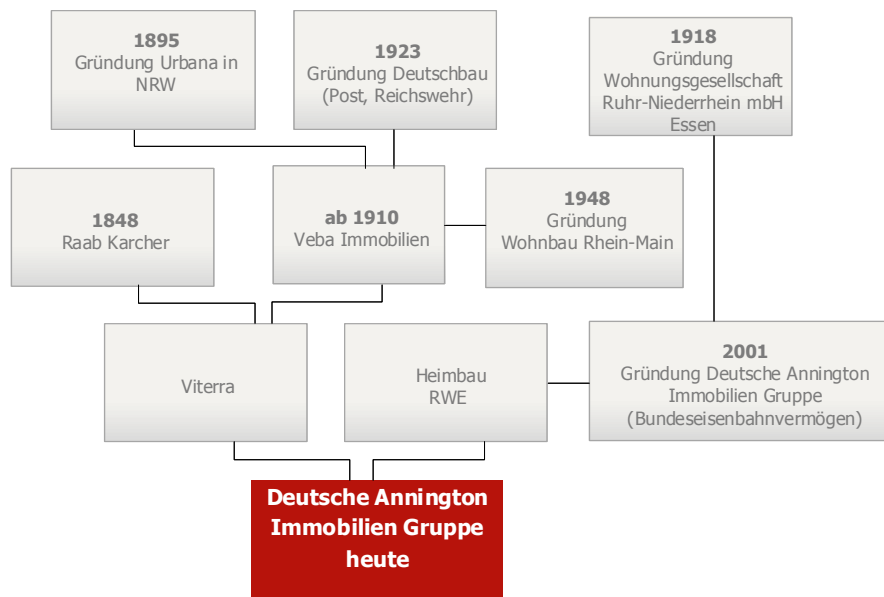 1895
Gründung Urbana in
NRW
1923
Gründung Deutschbau
(Post, Reichswehr)
1918
Gründung
Wohnungsgesellschaft
Ruhr-Niederrhein mbH
Essen
1848
Raab Karcher
ab 1910
Veba Immobilien
1948
Gründung
Wohnbau Rhein-Main
Viterra
Heimbau
RWE
2001
Gründung Deutsche Annington
Immobilien Gruppe
(Bundeseisenbahnvermögen)
Deutsche Annington
Immobilien Gruppe
heute